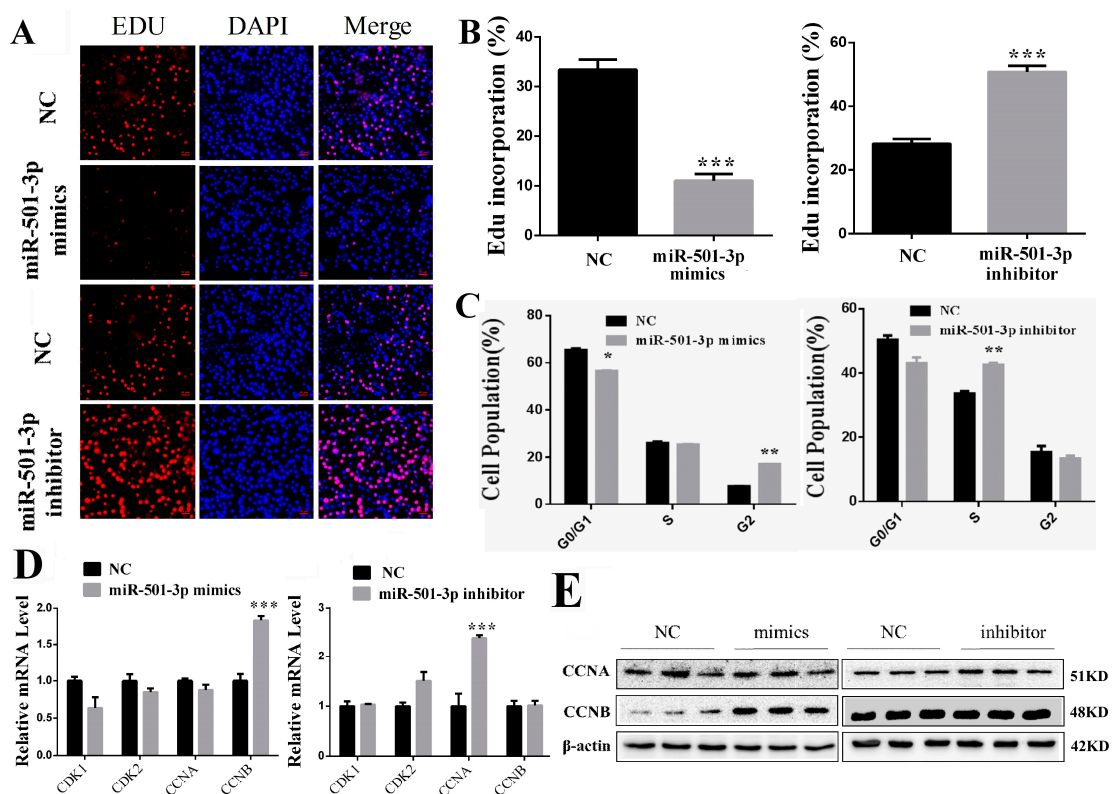 A
EDU DAPI Merge
NC
miR-501-3p
mimics
NC
miR-501-3p
inhibitor
B
Edu incorporation (%)
40
30
20
10
0
***
NC
miR-501-3p
mimics
Edu incorporation (%)
60
40
20
0
***
NC
miR-501-3p
inhibitor
C
Cell Population(%)
80
60
40
20
0
NC
miR-501-3p mimics
*
**
G0/G1
S
G2
Cell Population(%)
60
40
20
0
NC
miR-501-3p inhibitor
**
G0/G1
S
G2
D
Relative mRNA Level
2.0
1.5
1.0
0.5
0.0
NC
miR-501-3p mimics
***
CDK1
CDK2
CCNA
CCNB
Relative mRNA Level
3
2
1
0
NC
miR-501-3p inhibitor
***
CDK1
CDK2
CCNA
CCNB
E
NC mimics NC inhibitor
CCNA 51KD
CCNB 48KD
β-actin 42KD